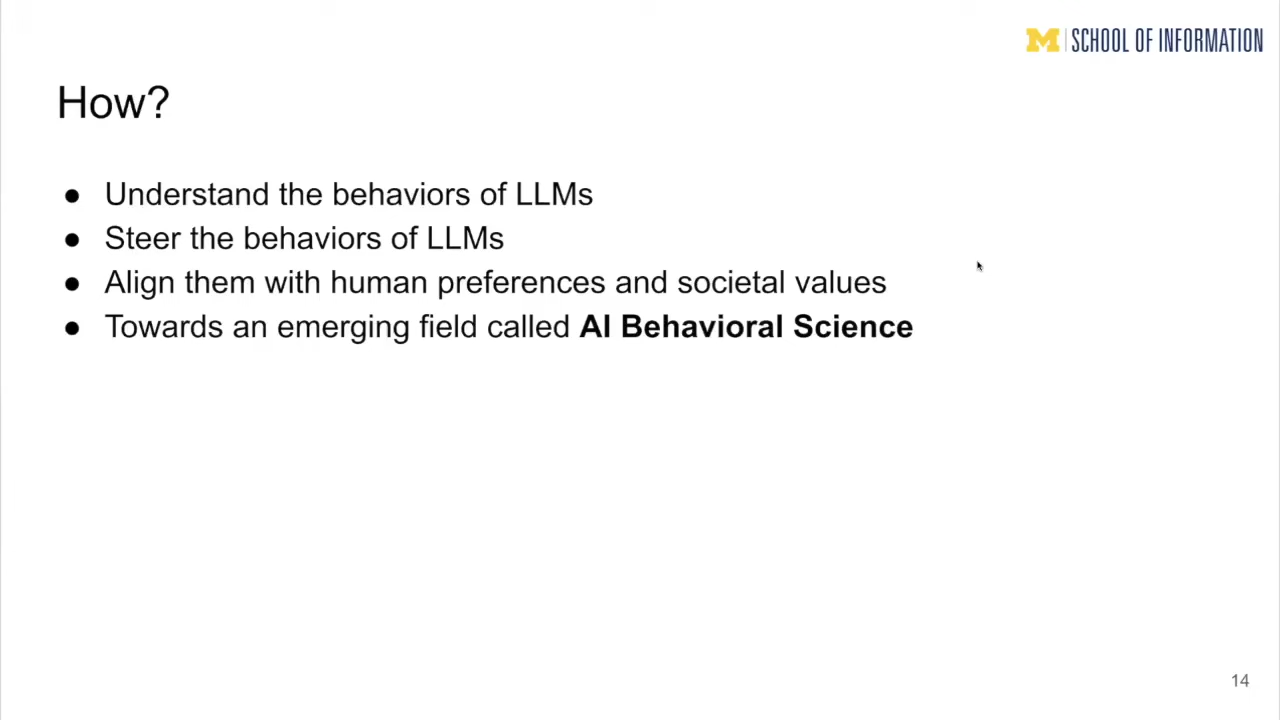 M | SCHOOL OF INFORMATION
How?
● Understand the behaviors of LLMs
● Steer the behaviors of LLMs
● Align them with human preferences and societal values
● Towards an emerging field called AI Behavioral Science
14